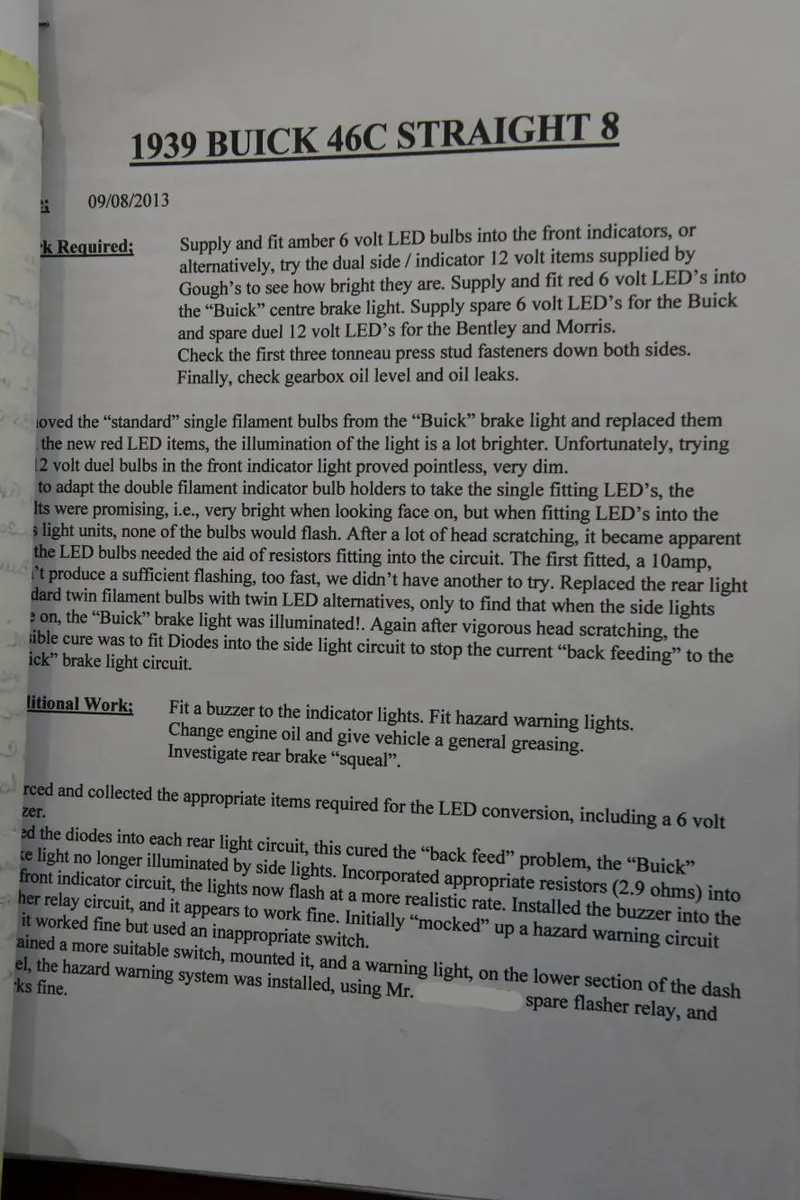 1939 BUICK 46C STRAIGHT 8
: 09/08/2013
k Required; Supply and fit amber 6 volt LED bulbs into the front indicators, or
alternatively, try the dual side / indicator 12 volt items supplied by
Gough's to see how bright they are. Supply and fit red 6 volt LED's into
the “Buick” centre brake light. Supply spare 6 volt LED's for the Buick
and spare duel 12 volt LED's for the Bentley and Morris.
Check the first three tonneau press stud fasteners down both sides.
Finally, check gearbox oil level and oil leaks.
oved the “standard” single filament bulbs from the “Buick” brake light and replaced them
the new red LED items, the illumination of the light is a lot brighter. Unfortunately, trying
12 volt duel bulbs in the front indicator light proved pointless, very dim.
to adapt the double filament indicator bulb holders to take the single fitting LED's, the
lts were promising, i.e., very bright when looking face on, but when fitting LED's into the
s light units, none of the bulbs would flash. After a lot of head scratching, it became apparent
the LED bulbs needed the aid of resistors fitting into the circuit. The first fitted, a 10amp,
't produce a sufficient flashing, too fast, we didn't have another to try. Replaced the rear light
dard twin filament bulbs with twin LED alternatives, only to find that when the side lights
e on, the “Buick” brake light was illuminated!. Again after vigorous head scratching, the
sible cure was to fit Diodes into the side light circuit to stop the current “back feeding” to the
ick” brake light circuit.
litional Work; Fit a buzzer to the indicator lights. Fit hazard warning lights.
Change engine oil and give vehicle a general greasing.
Investigate rear brake “squeal”.
rced and collected the appropriate items required for the LED conversion, including a 6 volt
zer.
ed the diodes into each rear light circuit, this cured the “back feed” problem, the “Buick”
ke light no longer illuminated by side lights. Incorporated appropriate resistors (2.9 ohms) into
front indicator circuit, the lights now flash at a more realistic rate. Installed the buzzer into the
her relay circuit, and it appears to work fine. Initially “mocked” up a hazard warning circuit
it worked fine but used an inappropriate switch.
ained a more suitable switch, mounted it, and a warning light, on the lower section of the dash
el, the hazard warning system was installed, using Mr. spare flasher relay, and
ks fine.